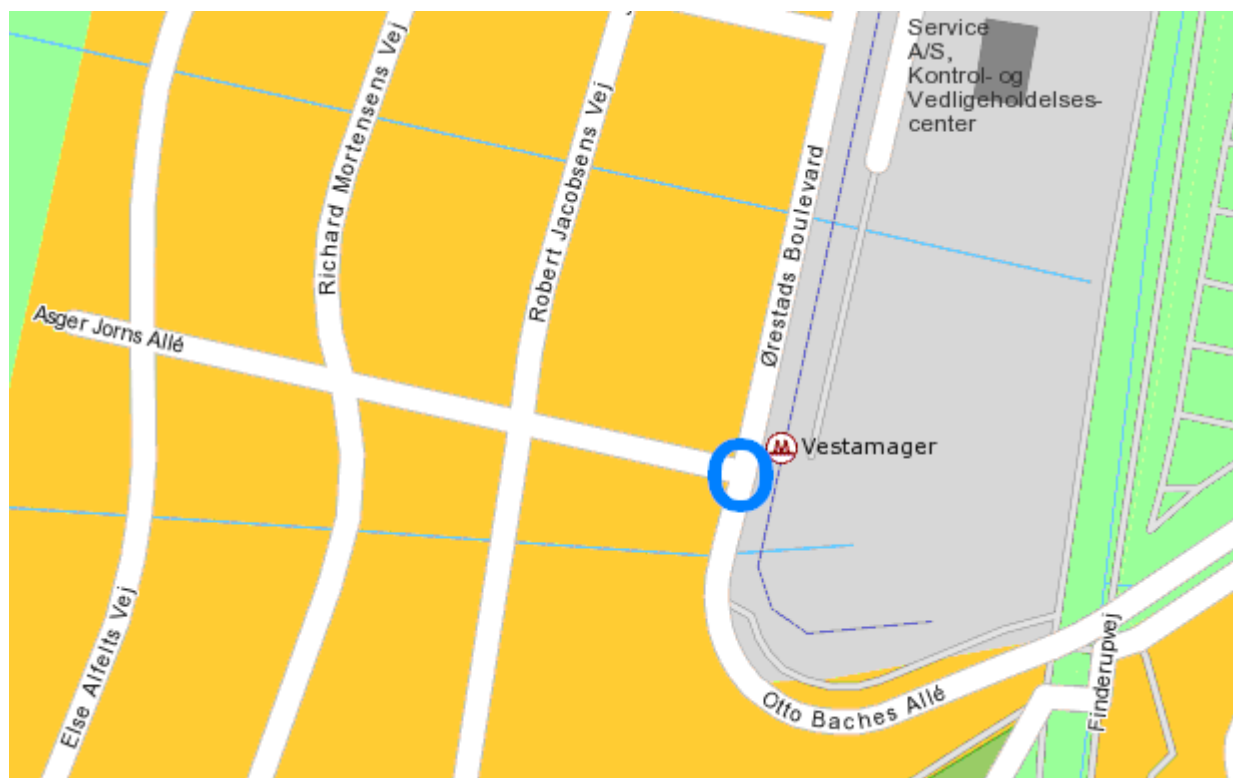 Service
A/S,
Kontrol- og
Vedligeholdelses-
center
Richard Mortensens Vej
Robert Jacobsens Vej
Ørestads Boulevard
Asger Jorns Allé
Vestamager
Else Alfelts Vej
Otto Baches Allé
Finderupvej